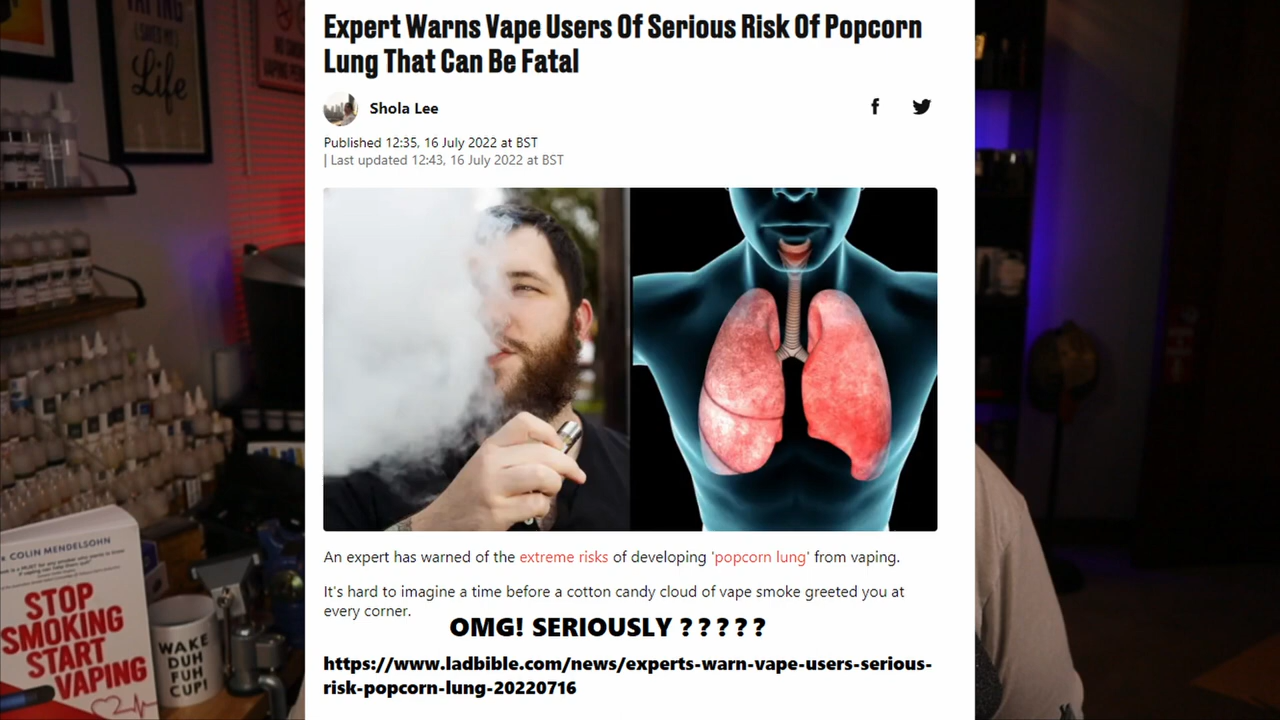 VAPING
(SAVED MY)
Life
Expert Warns Vape Users Of Serious Risk Of Popcorn
Lung That Can Be Fatal
Shola Lee
Published 12:35, 16 July 2022 at BST
| Last updated 12:43, 16 July 2022 at BST
An expert has warned of the extreme risks of developing 'popcorn lung' from vaping.
It's hard to imagine a time before a cotton candy cloud of vape smoke greeted you at
every corner.
OMG! SERIOUSLY ? ? ? ? ?
https://www.ladbible.com/news/experts-warn-vape-users-serious-
risk-popcorn-lung-20220716
COLIN MENDELSOHN
STOP
SMOKING
START
VAPING
WAKE
DUH
FUH
CUP!